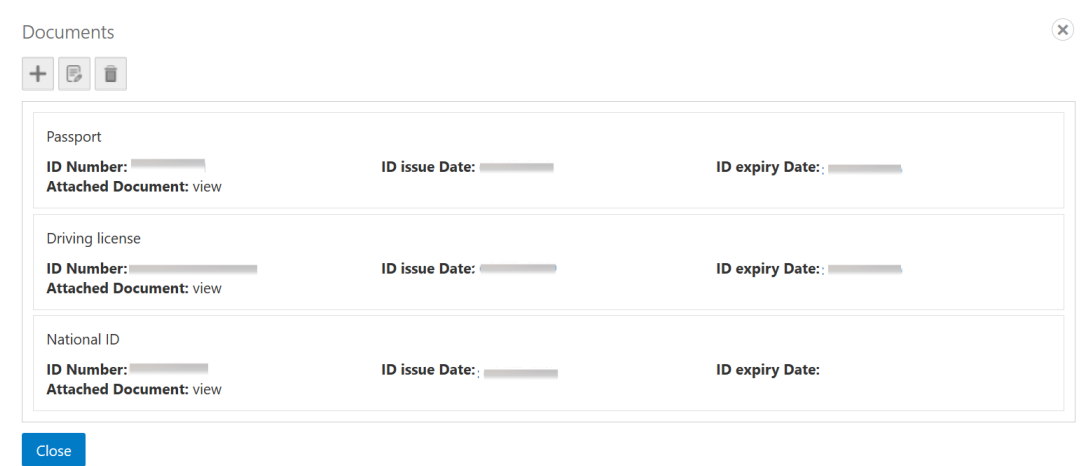 Documents
Passport
ID Number: ID issue Date: ID expiry Date:
Attached Document: view
Driving license
ID Number: ID issue Date: ID expiry Date:
Attached Document: view
National ID
ID Number: ID issue Date: ID expiry Date:
Attached Document: view
Close